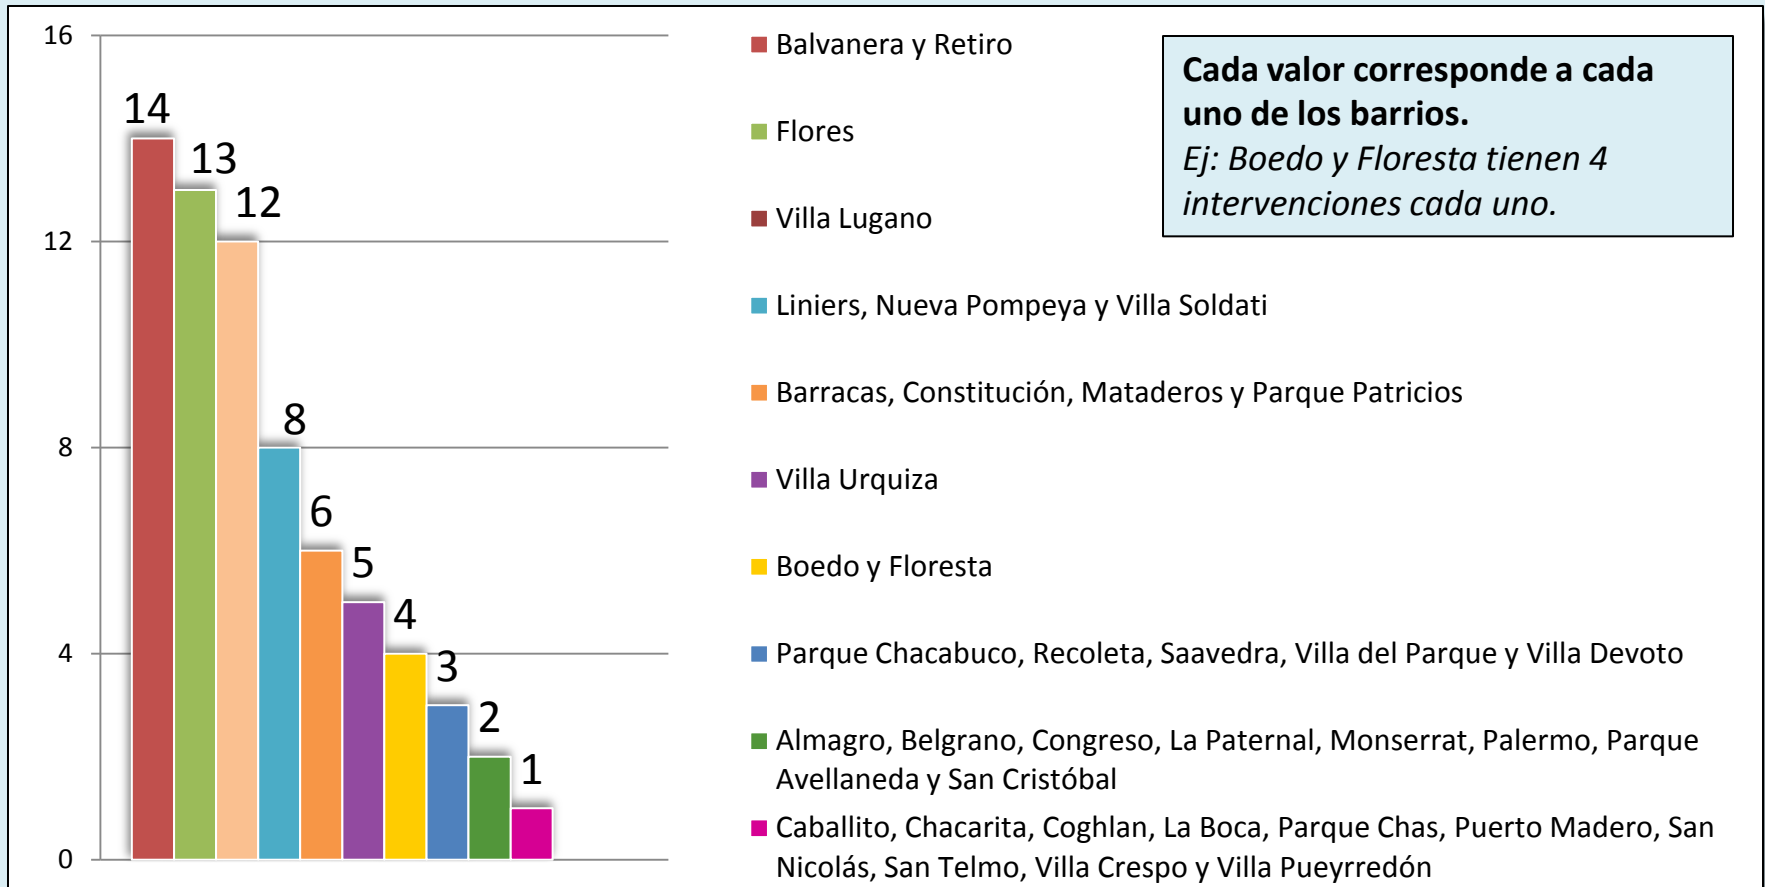 16
12
8
4
0
14
13
12
8
6
5
4
3
2
1
Balvanera y Retiro
Flores
Villa Lugano
Liniers, Nueva Pompeya y Villa Soldati
Barracas, Constitución, Mataderos y Parque Patricios
Villa Urquiza
Boedo y Floresta
Parque Chacabuco, Recoleta, Saavedra, Villa del Parque y Villa Devoto
Almagro, Belgrano, Congreso, La Paternal, Monserrat, Palermo, Parque
Avellaneda y San Cristóbal
Caballito, Chacarita, Coghlan, La Boca, Parque Chas, Puerto Madero, San
Nicolás, San Telmo, Villa Crespo y Villa Pueyrredón
Cada valor corresponde a cada
uno de los barrios.
Ej: Boedo y Floresta tienen 4
intervenciones cada uno.